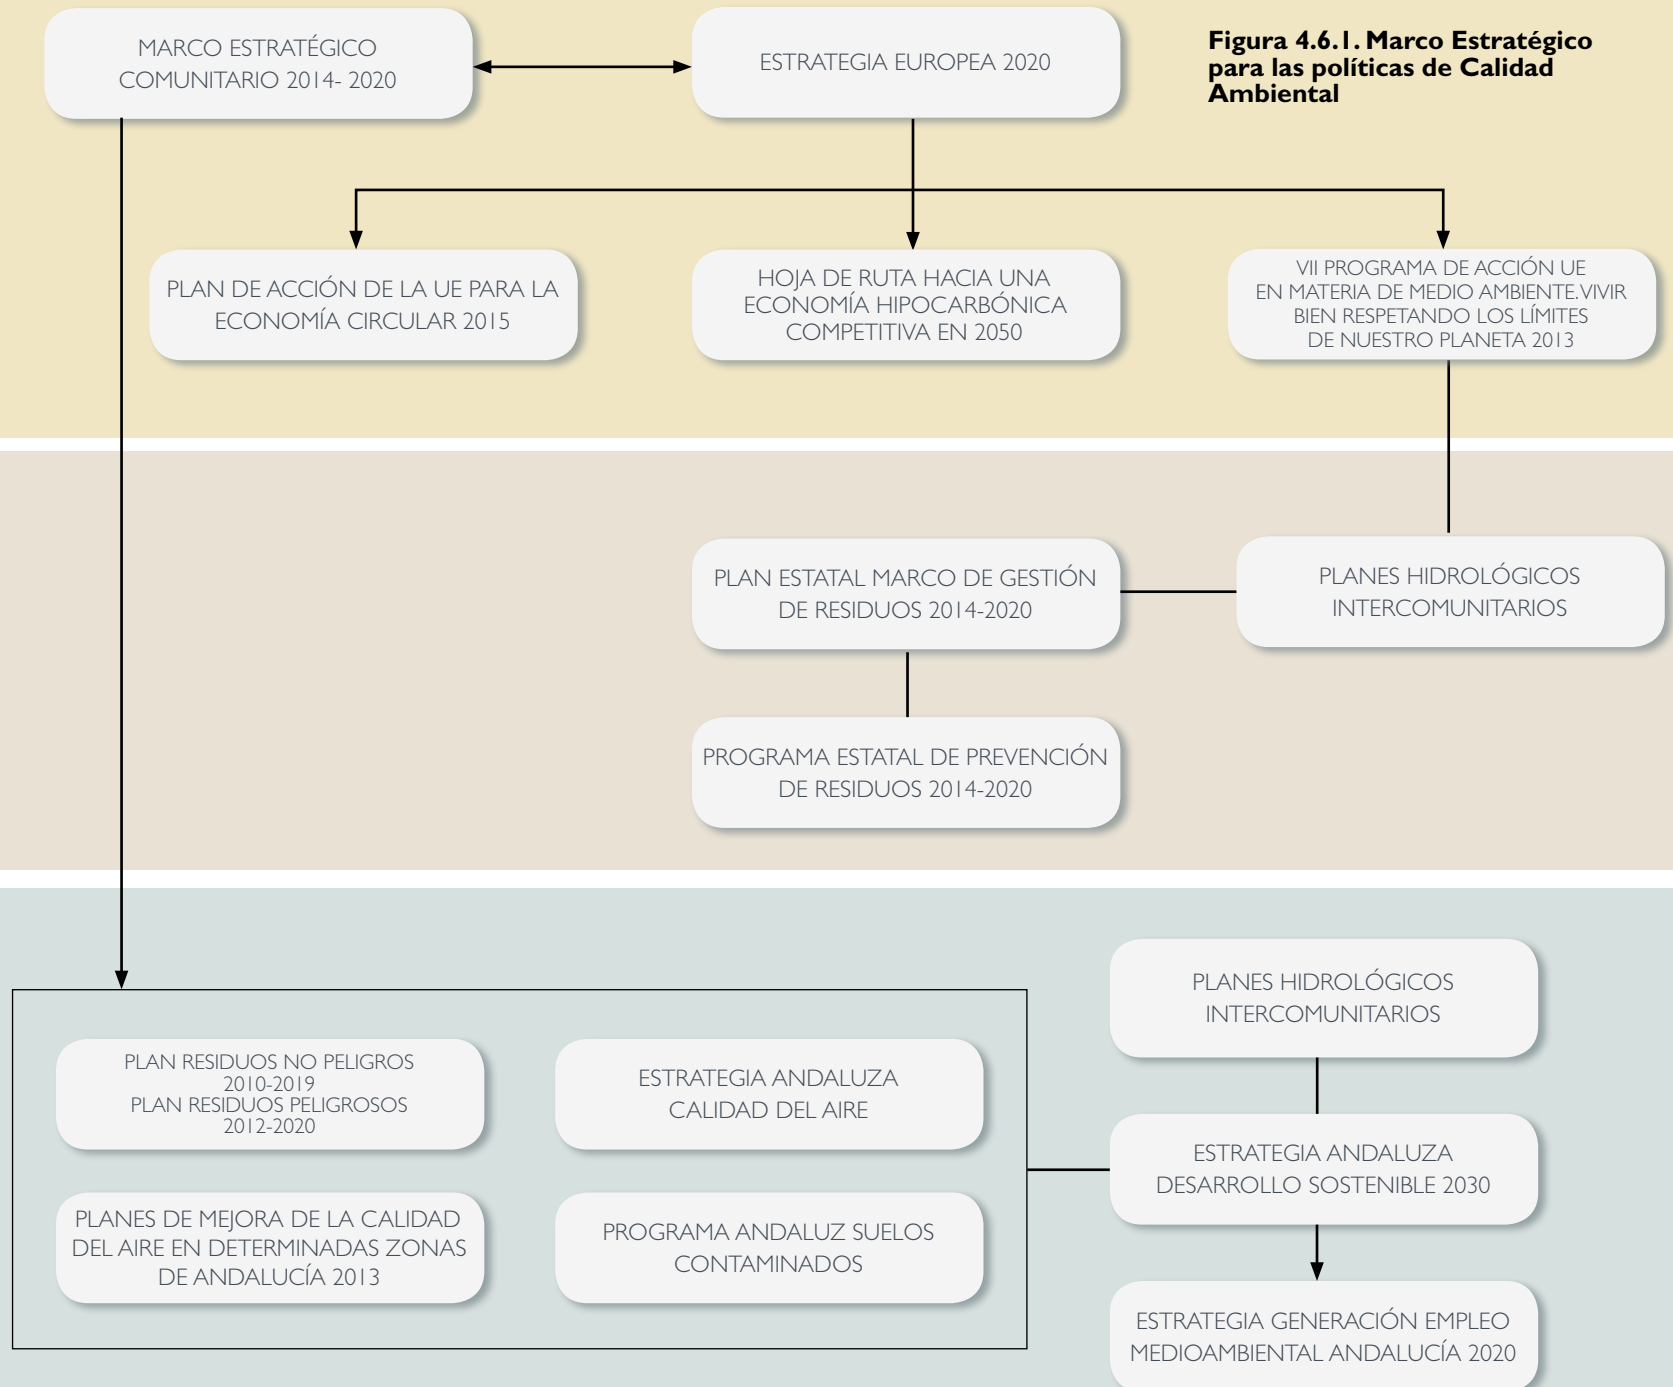 MARCO ESTRATÉGICO
COMUNITARIO 2014- 2020
ESTRATEGIA EUROPEA 2020
Figura 4.6.1. Marco Estratégico
para las políticas de Calidad
Ambiental
PLAN DE ACCIÓN DE LA UE PARA LA
ECONOMÍA CIRCULAR 2015
HOJA DE RUTA HACIA UNA
ECONOMÍA HIPOCARBÓNICA
COMPETITIVA EN 2050
VII PROGRAMA DE ACCIÓN UE
EN MATERIA DE MEDIO AMBIENTE. VIVIR
BIEN RESPETANDO LOS LÍMITES
DE NUESTRO PLANETA 2013
PLAN ESTATAL MARCO DE GESTIÓN
DE RESIDUOS 2014-2020
PLANES HIDROLÓGICOS
INTERCOMUNITARIOS
PROGRAMA ESTATAL DE PREVENCIÓN
DE RESIDUOS 2014-2020
PLANES HIDROLÓGICOS
INTERCOMUNITARIOS
PLAN RESIDUOS NO PELIGROS
2010-2019
PLAN RESIDUOS PELIGROSOS
2012-2020
ESTRATEGIA ANDALUZA
CALIDAD DEL AIRE
ESTRATEGIA ANDALUZA
DESARROLLO SOSTENIBLE 2030
PLANES DE MEJORA DE LA CALIDAD
DEL AIRE EN DETERMINADAS ZONAS
DE ANDALUCÍA 2013
PROGRAMA ANDALUZ SUELOS
CONTAMINADOS
ESTRATEGIA GENERACIÓN EMPLEO
MEDIOAMBIENTAL ANDALUCÍA 2020